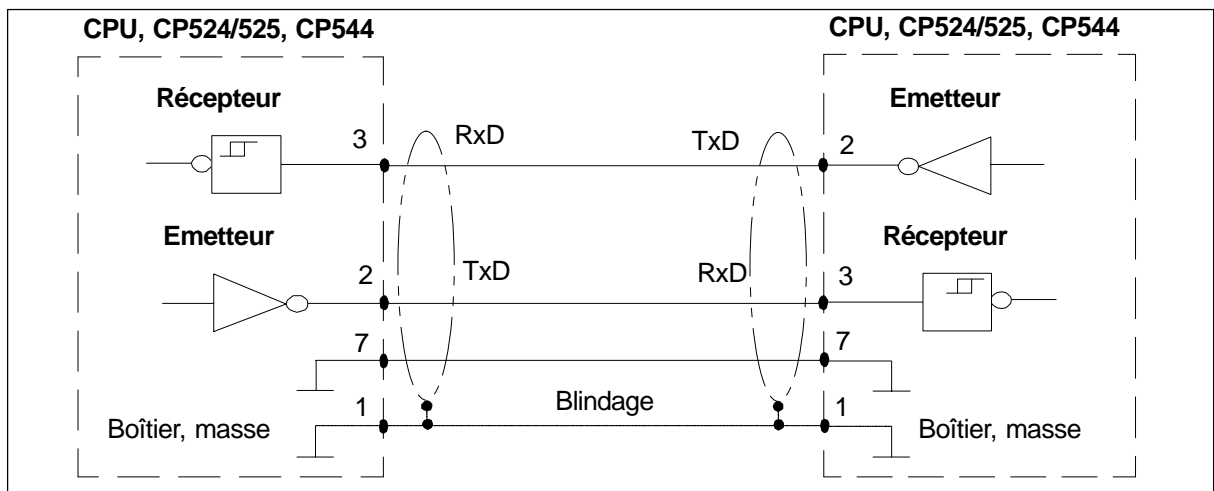 CPU, CP524/525, CP544
CPU, CP524/525, CP544
Récepteur
Emetteur
3
RxD
TxD
2
Emetteur
Récepteur
2
TxD
RxD
3
7
7
1
Blindage
1
Boîtier, masse
Boîtier, masse